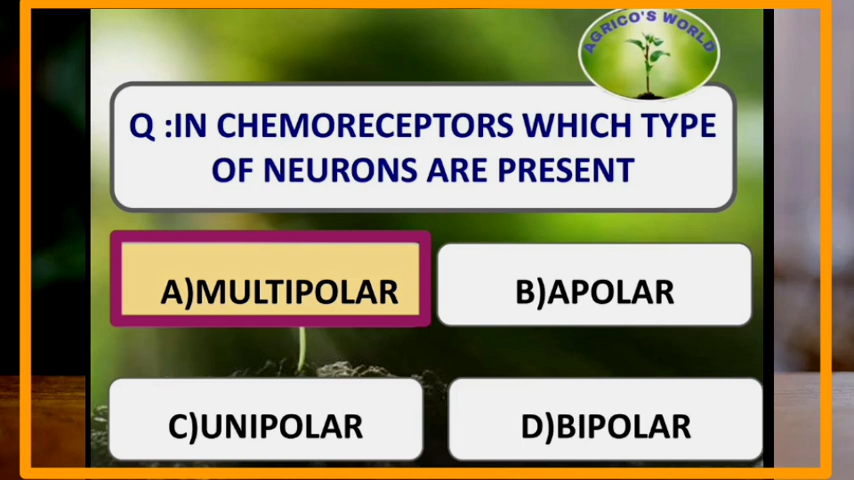 AGRICO'S WORLD
Q :IN CHEMORECEPTORS WHICH TYPE
OF NEURONS ARE PRESENT
A)MULTIPOLAR
B)APOLAR
C)UNIPOLAR
D)BIPOLAR